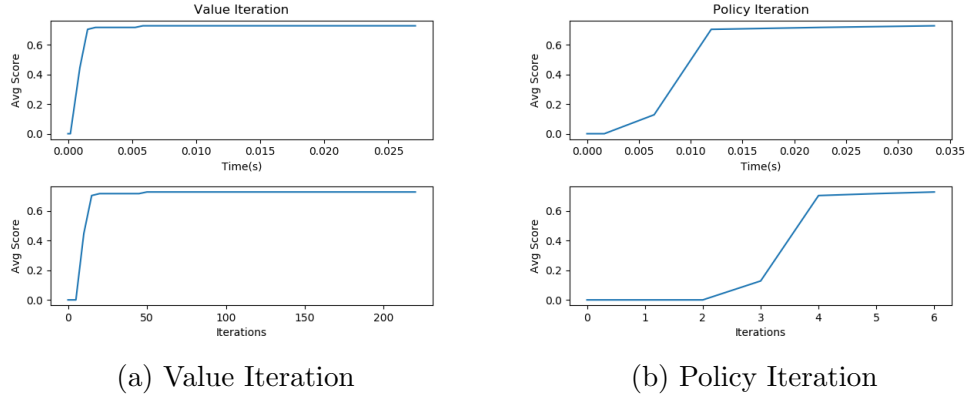 Value Iteration
Avg Score
0.6
0.4
0.2
0.0
0.000 0.005 0.010 0.015 0.020 0.025
Time(s)
Avg Score
0.6
0.4
0.2
0.0
0 50 100 150 200
Iterations
(a) Value Iteration
Policy Iteration
Avg Score
0.6
0.4
0.2
0.0
0.000 0.005 0.010 0.015 0.020 0.025 0.030 0.035
Time(s)
Avg Score
0.6
0.4
0.2
0.0
0 1 2 3 4 5 6
Iterations
(b) Policy Iteration